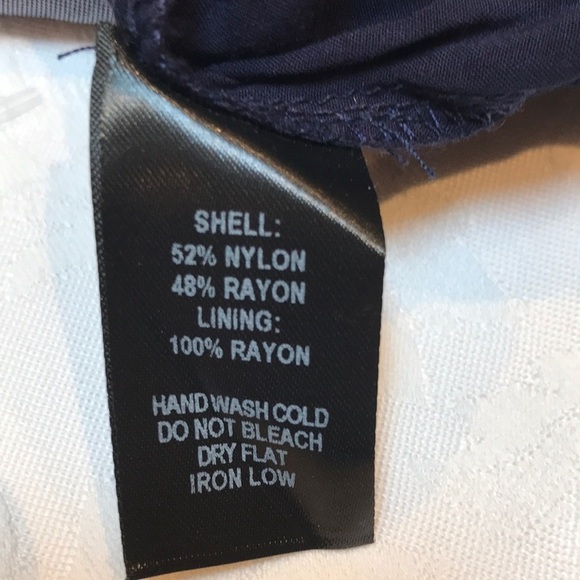 SHELL:
52% NYLON
48% RAYON
LINING:
100% RAYON
HAND WASH COLD
DO NOT BLEACH
DRY FLAT
IRON LOW